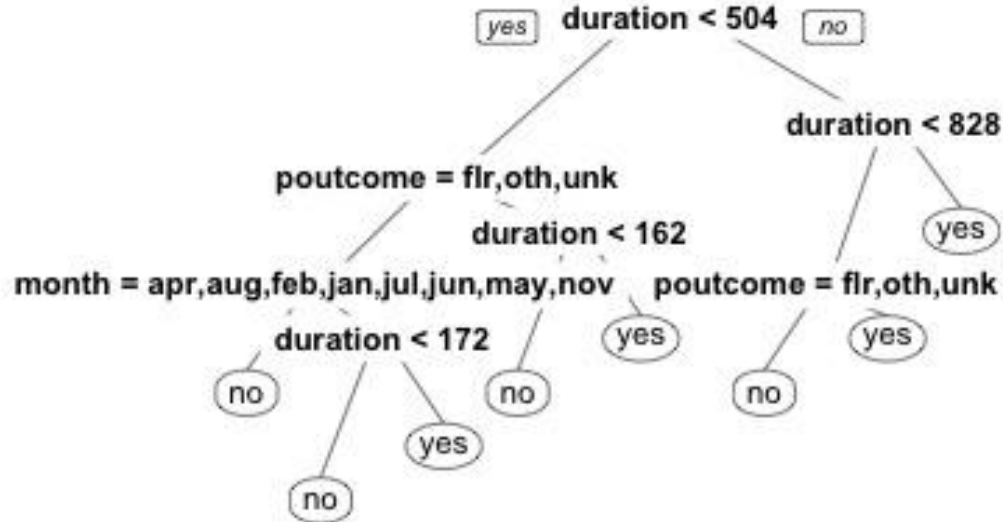 yes duration < 504 no
duration < 828
poutcome = flr,oth,unk
yes
duration < 162
month = apr,aug,feb,jan,jul,jun,may,nov poutcome = flr,oth,unk
duration < 172 yes yes
no no no
yes
no